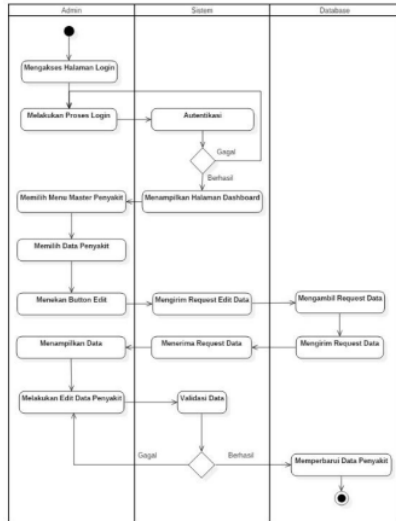 Admin
Sistem
Database
Mengakses Halaman Login
Melakukan Proses Login
Autentikasi
Gagal
Berhasil
Memilih Menu Master Penyakit
Menampilkan Halaman Dashboard
Memilih Data Penyakit
Menekan Button Edit
Mengirim Request Edit Data
Mengambil Request Data
Menampilkan Data
Menerima Request Data
Mengirim Request Data
Melakukan Edit Data Penyakit
Validasi Data
Gagal
Berhasil
Memperbarui Data Penyakit